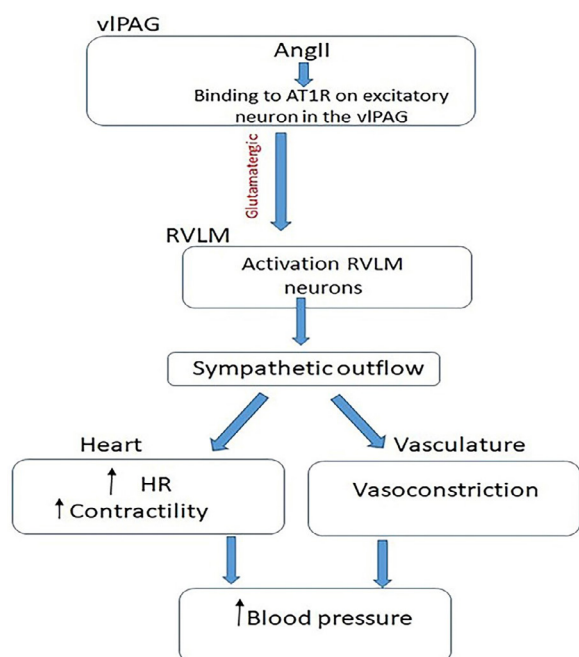 vlPAG
AngII
Binding to AT1R on excitatory
neuron in the vlPAG
Glutamatergic
RVLM
Activation RVLM
neurons
Sympathetic outflow
Heart
Vasculature
↑ HR
↑ Contractility
Vasoconstriction
↑ Blood pressure